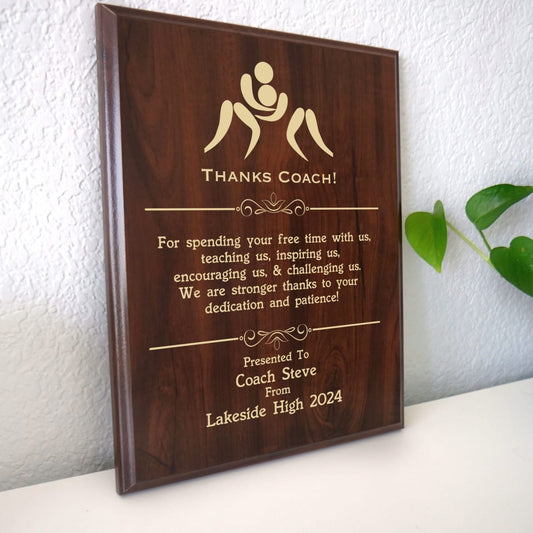 Thanks Coach!
For spending your free time with us,
teaching us, inspiring us,
encouraging us, & challenging us.
We are stronger thanks to your
dedication and patience!
Presented To
Coach Steve
From
Lakeside High 2024